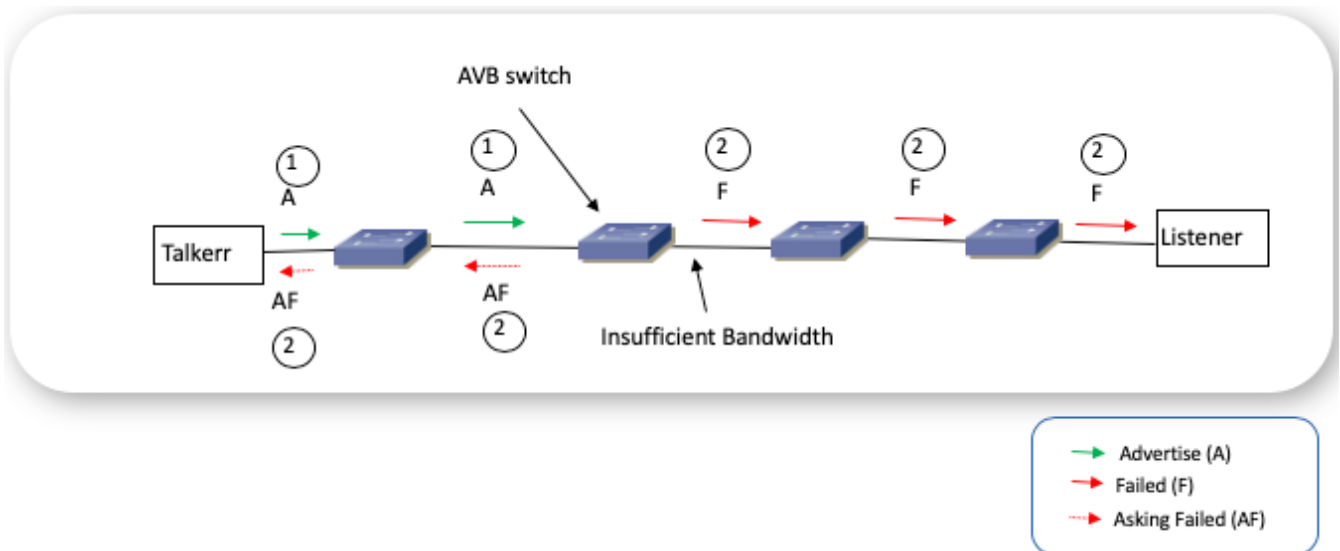 AVB switch
1
A
1
A
2
F
2
F
2
F
Talkerr
Listener
AF
2
AF
2
Insufficient Bandwidth
Advertise (A)
Failed (F)
Asking Failed (AF)